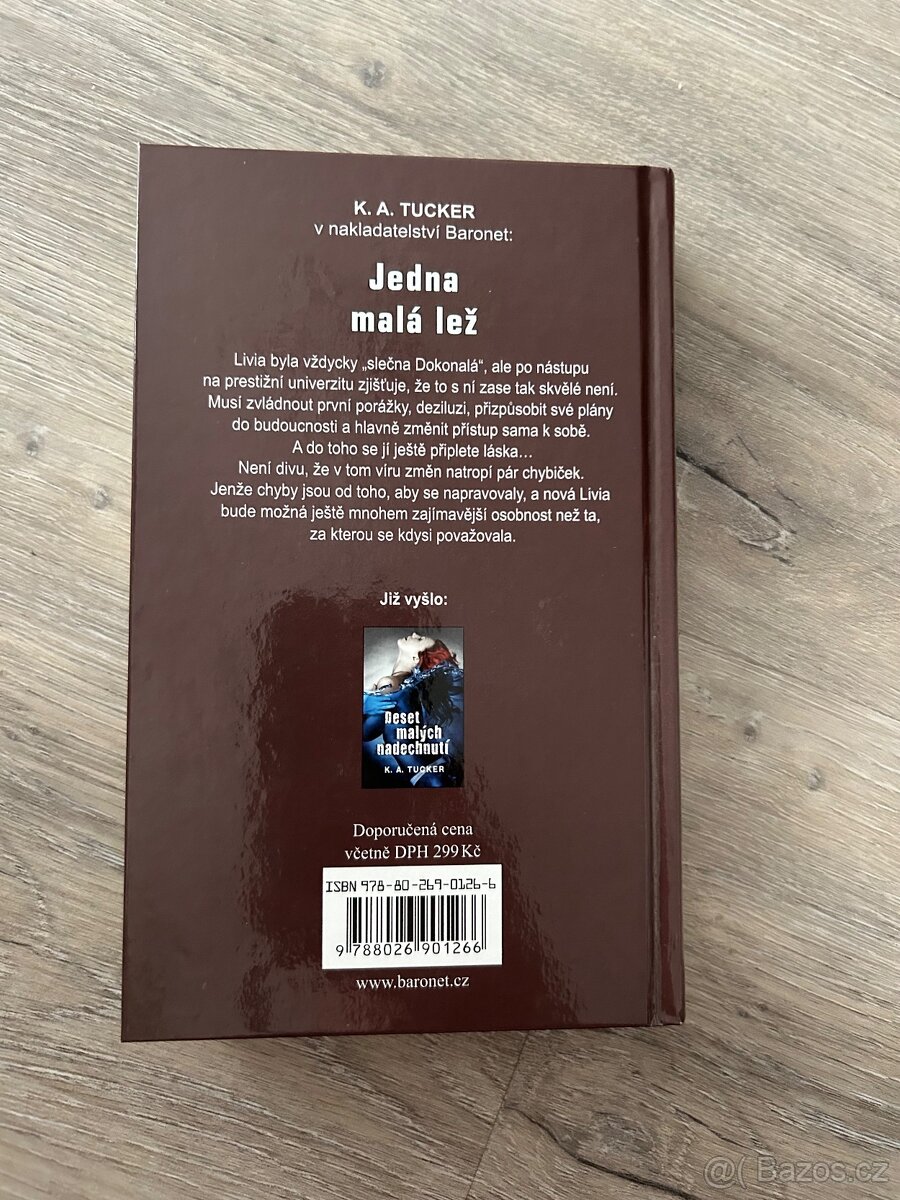 K. A. TUCKER
v nakladatelství Baronet:
Jedna
malá lež
Livia byla vždycky „slečna Dokonalá“, ale po nástupu
na prestižní univerzitu zjišťuje, že to s ní zase tak skvělé není.
Musí zvládnout první porážky, deziluzi, přizpůsobit své plány
do budoucnosti a hlavně změnit přístup sama k sobě.
A do toho se jí ještě připlete láska…
Není divu, že v tom víru změn natropí pár chybiček.
Jenže chyby jsou od toho, aby se napravovaly, a nová Livia
bude možná ještě mnohem zajímavější osobnost než ta,
za kterou se kdysi považovala.
Již vyšlo:
Deset
malých
nadechnutí
K. A. TUCKER
Doporučená cena
včetně DPH 299 Kč
ISBN 978-80-269-0126-6
9 788026 901266
www.baronet.cz
@( Bazos.cz